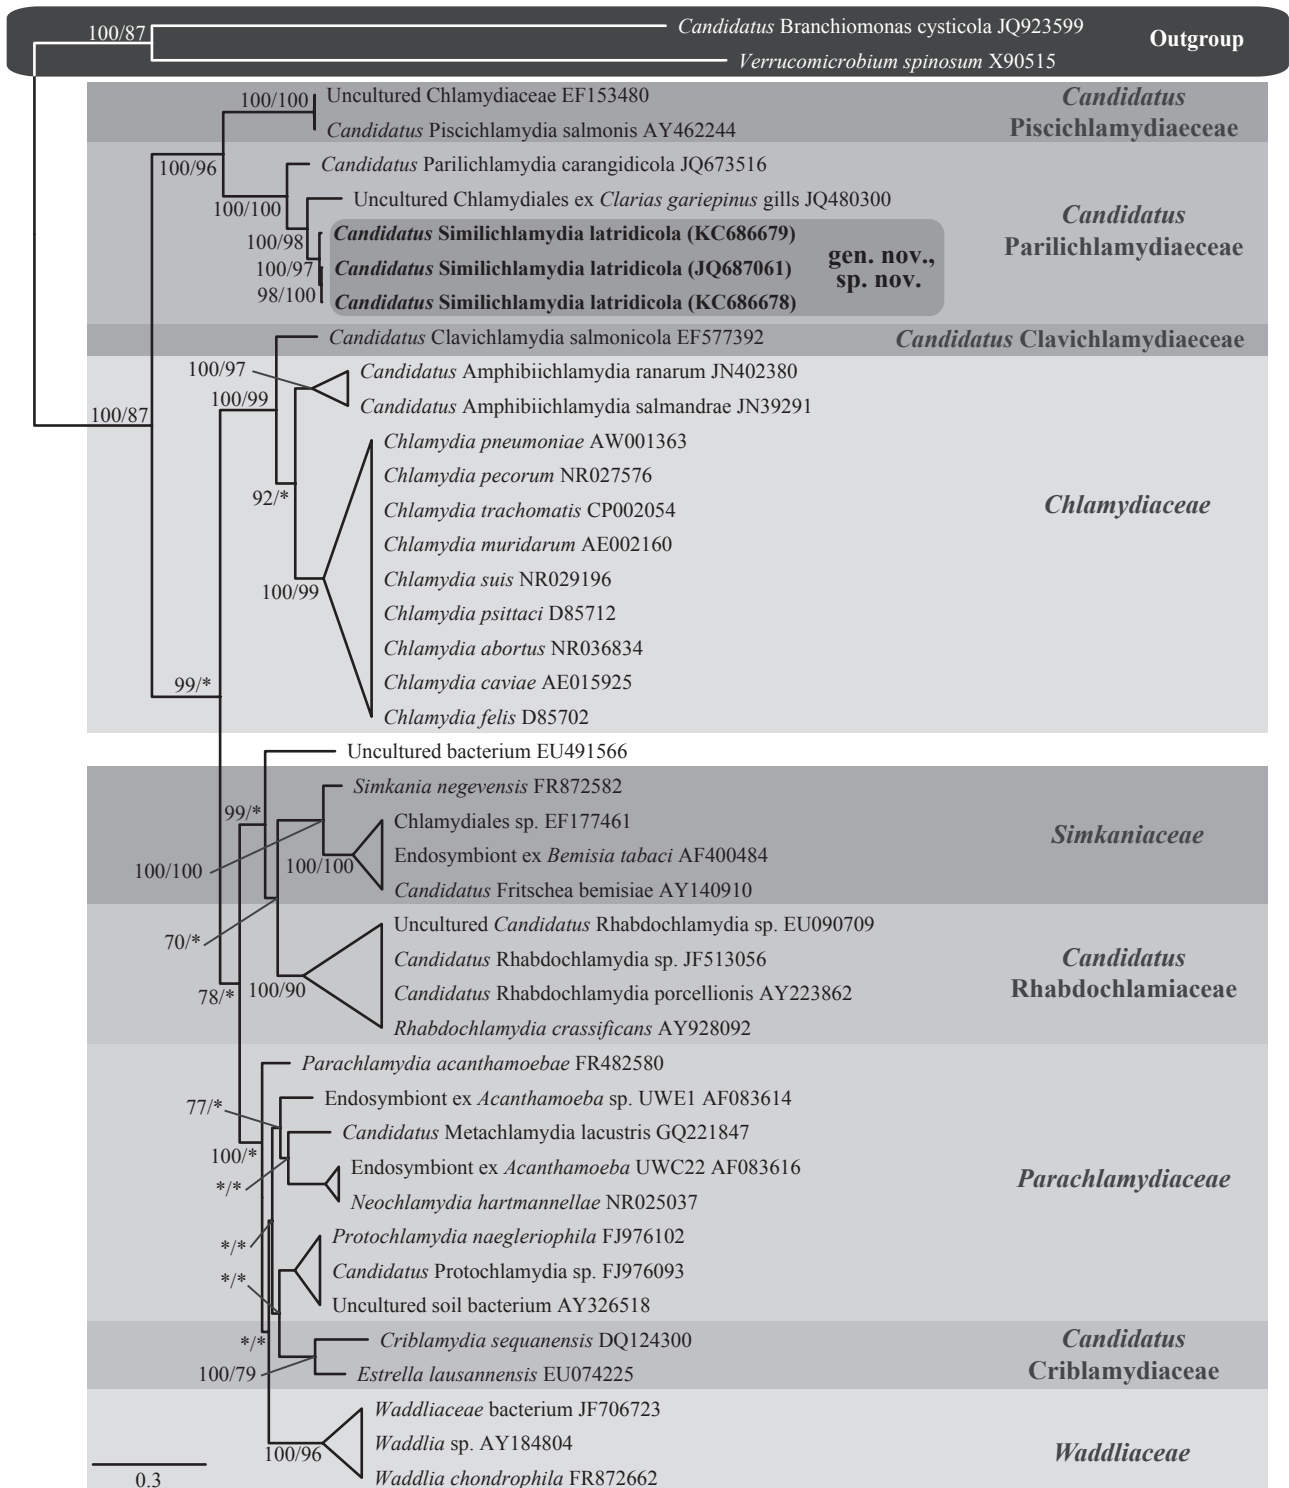 100/87
Candidatus Branchiomonas cysticola JQ923599
Outgroup
Verrucomicrobium spinosum X90515
100/100
Uncultured Chlamydiaceae EF153480
Candidatus Piscichlamydia salmonis AY462244
Candidatus
Piscichlamydiaeceae
100/96
Candidatus Parilichlamydia carangidicola JQ673516
100/100
Uncultured Chlamydiales ex Clarias gariepinus gills JQ480300
100/98
Candidatus Similichlamydia latridicola (KC686679)
100/97
Candidatus Similichlamydia latridicola (JQ687061)
98/100
Candidatus Similichlamydia latridicola (KC686678)
gen. nov.,
sp. nov.
Candidatus
Parilichlamydiaeceae
Candidatus Clavichlamydia salmonicola EF577392
Candidatus Clavichlamydiaeceae
100/97
Candidatus Amphibiichlamydia ranarum JN402380
100/99
Candidatus Amphibiichlamydia salmandrae JN39291
100/87
Chlamydia pneumoniae AW001363
Chlamydia pecorum NR027576
92/*
Chlamydia trachomatis CP002054
Chlamydiaceae
Chlamydia muridarum AE002160
Chlamydia suis NR029196
100/99
Chlamydia psittaci D85712
Chlamydia abortus NR036834
Chlamydia caviae AE015925
99/*
Chlamydia felis D85702
Uncultured bacterium EU491566
Simkania negevensis FR872582
99/*
Chlamydiales sp. EF177461
Simkaniaceae
100/100
100/100
Endosymbiont ex Bemisia tabaci AF400484
Candidatus Fritschea bemisiae AY140910
Uncultured Candidatus Rhabdochlamydia sp. EU090709
70/*
Candidatus Rhabdochlamydia sp. JF513056
Candidatus
Rhabdochlamiaceae
78/*
100/90
Candidatus Rhabdochlamydia porcellionis AY223862
Rhabdochlamydia crassificans AY928092
Parachlamydia acanthamoebae FR482580
77/*
Endosymbiont ex Acanthamoeba sp. UWE1 AF083614
Candidatus Metachlamydia lacustris GQ221847
100/*
Endosymbiont ex Acanthamoeba UWC22 AF083616
Parachlamydiaceae
*/*
Neochlamydia hartmannellae NR025037
Protochlamydia naegleriophila FJ976102
*/*
Candidatus Protochlamydia sp. FJ976093
*/*
Uncultured soil bacterium AY326518
*/*
Criblamydia sequanensis DQ124300
Candidatus
Criblamydiaceae
100/79
Estrella lausannensis EU074225
Waddliaceae bacterium JF706723
Waddlia sp. AY184804
100/96
Waddliaceae
Waddlia chondrophila FR872662
0.3